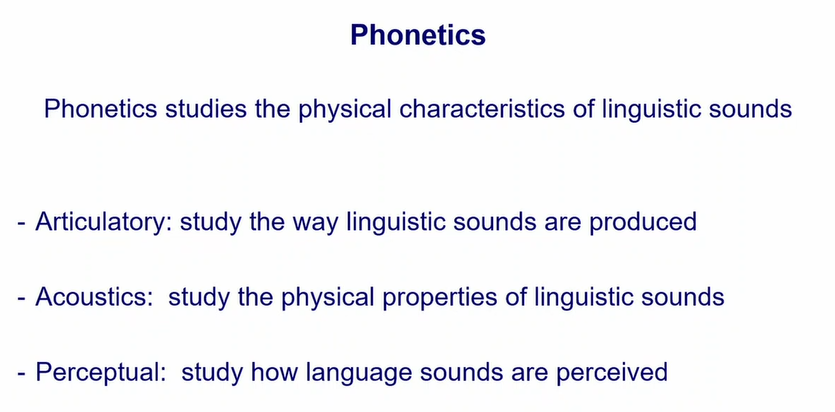 Phonetics
Phonetics studies the physical characteristics of linguistic sounds
- Articulatory: study the way linguistic sounds are produced
- Acoustics:  study the physical properties of linguistic sounds
- Perceptual:  study how language sounds are perceived